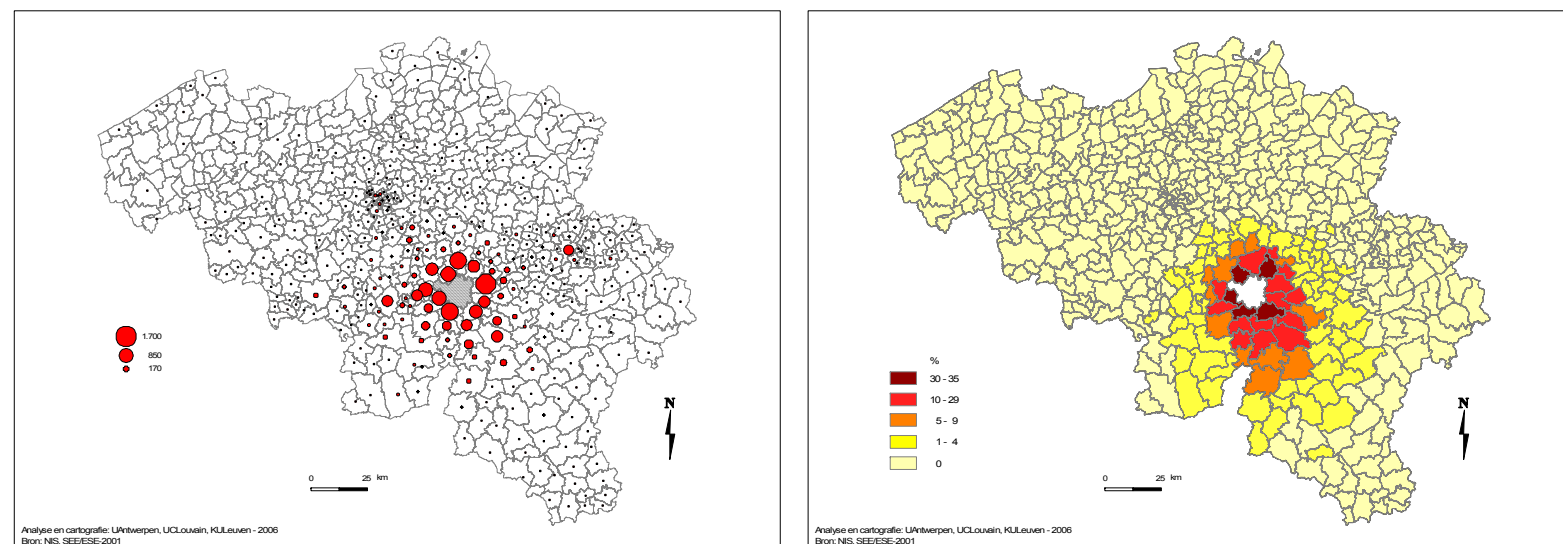 1.700
850
170
N
0 25 km
Analyse en cartografie: UAntwerpen, UCLouvain, KULeuven - 2006
Bron: NIS, SEE/ESE-2001
%
30 - 35
10 - 29
5 - 9
1 - 4
0
N
0 25 km
Analyse en cartografie: UAntwerpen, UCLouvain, KULeuven - 2006
Bron: NIS, SEE/ESE-2001